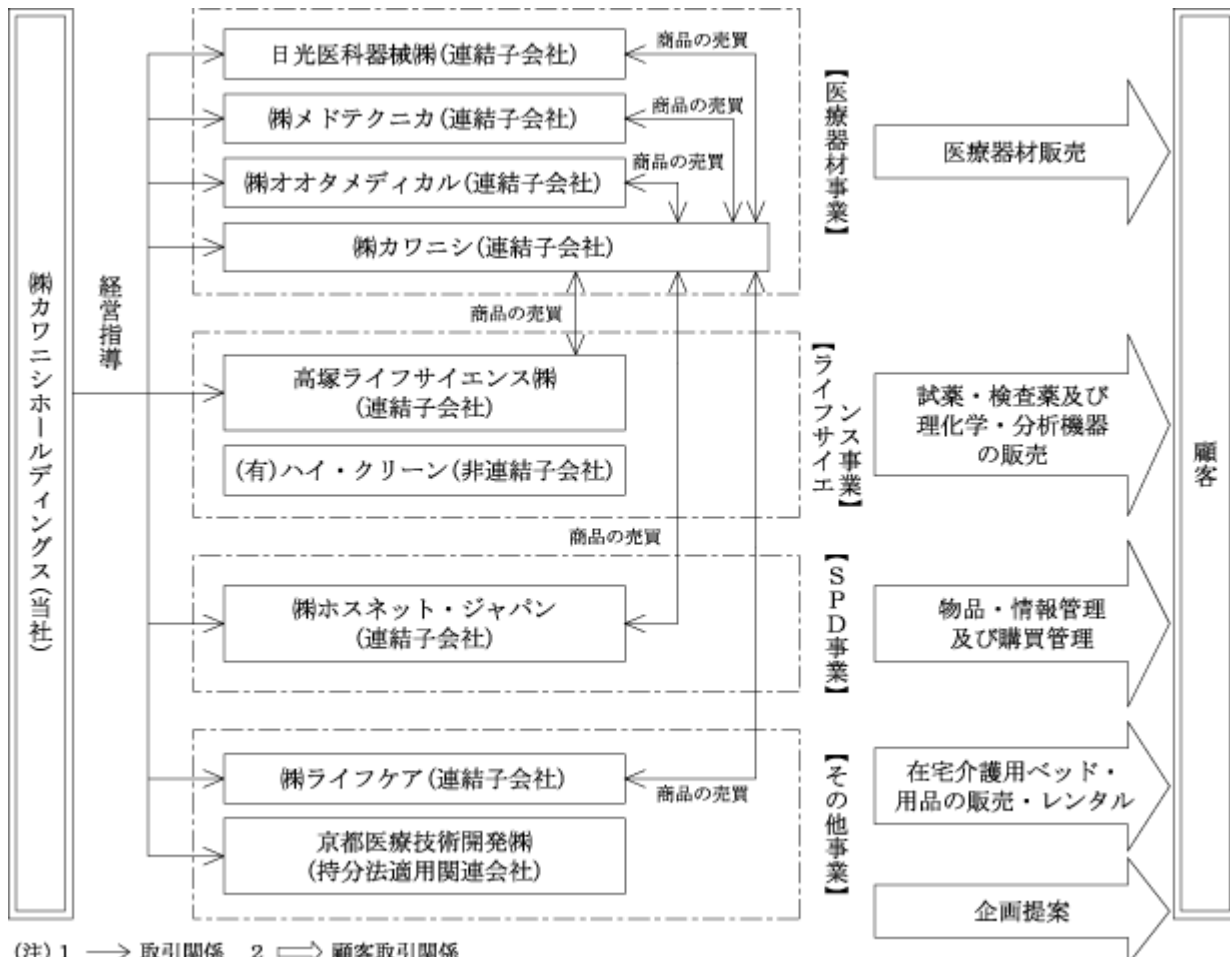 ㈱カワニシホールディングス(当社)
経営指導
日光医科器械㈱(連結子会社)
商品の売買
㈱メドテクニカ(連結子会社)
商品の売買
㈱オオタメディカル(連結子会社)
商品の売買
㈱カワニシ(連結子会社)
【医療器材事業】
医療器材販売
商品の売買
高塚ライフサイエンス㈱
(連結子会社)
(有)ハイ・クリーン(非連結子会社)
【ライフサイエ
ンス事業】
試薬・検査薬及び
理化学・分析機器
の販売
商品の売買
㈱ホスネット・ジャパン
(連結子会社)
【SPD事業】
物品・情報管理
及び購買管理
㈱ライフケア(連結子会社)
商品の売買
京都医療技術開発㈱
(持分法適用関連会社)
【その他事業】
在宅介護用ベッド・
用品の販売・レンタル
企画提案
顧客
(注) 1 → 取引関係 2 ⇨ 顧客取引関係